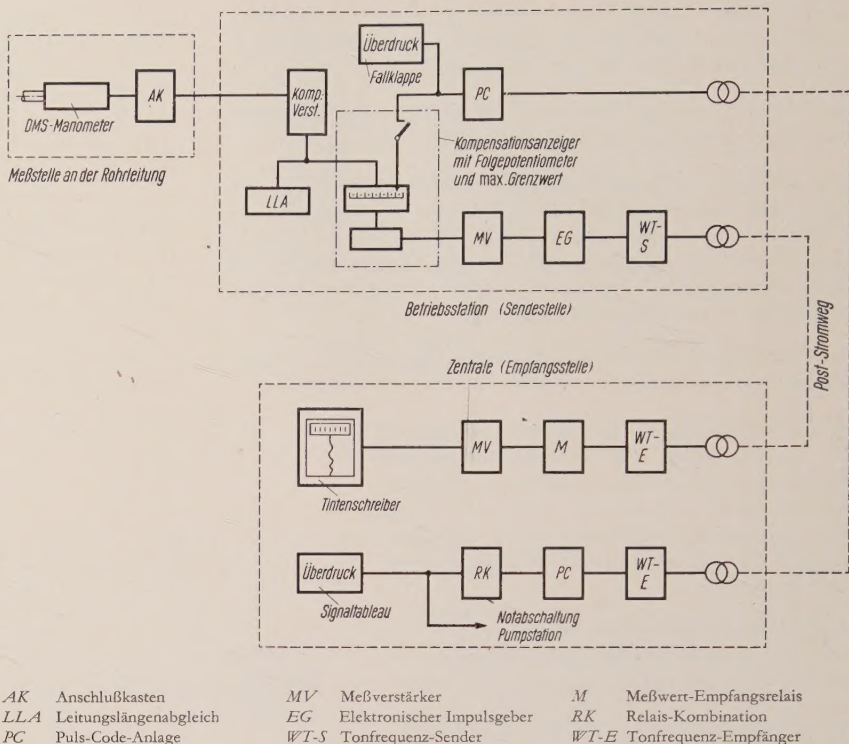 Überdruck
Fallklappe
AK
Komp.
Verst.
PC
DMS-Manometer
Kompensationsanzeiger
mit Folgepotentiometer
und max. Grenzwert
Meßstelle an der Rohrleitung
LLA
MV
EG
WT-
S
Betriebsstation (Sendestelle)
Post-Stromweg
Zentrale (Empfangsstelle)
MV
M
WT-
E
Tintenschreiber
Überdruck
RK
PC
WT-
E
Signaltableau
Notabschaltung
Pumpstation
AK Anschlußkasten MV Meßverstärker M Meßwert-Empfangsrelais
LLA Leitungslängenabgleich EG Elektronischer Impulsgeber RK Relais-Kombination
PC Puls-Code-Anlage WT-S Tonfrequenz-Sender WT-E Tonfrequenz-Empfänger